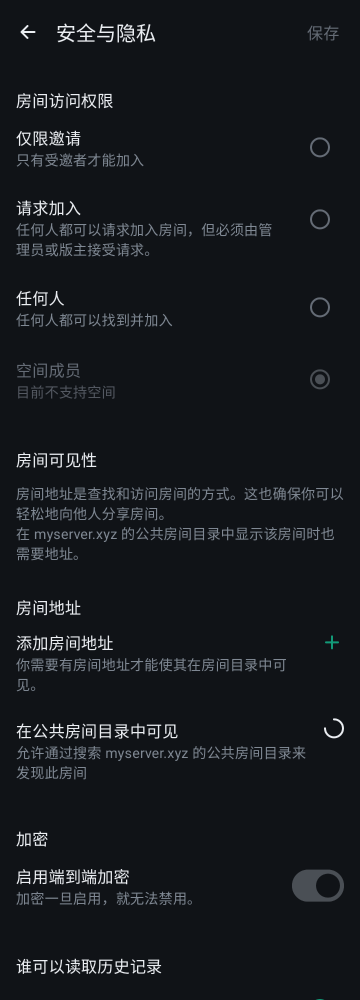 安全与隐私
保存
房间访问权限
仅限邀请
只有受邀者才能加入
请求加入
任何人都可以请求加入房间，但必须由管
理员或版主接受请求。
任何人
任何人都可以找到并加入
空间成员
目前不支持空间
房间可见性
房间地址是查找和访问房间的方式。这也确保你可以
轻松地向他人分享房间。
在 myserver.xyz 的公共房间目录中显示该房间时也
需要地址。
房间地址
添加房间地址
你需要有房间地址才能使其在房间目录中可
见。
在公共房间目录中可见
允许通过搜索 myserver.xyz 的公共房间目录来
发现此房间
加密
启用端到端加密
加密一旦启用，就无法禁用。
谁可以读取历史记录